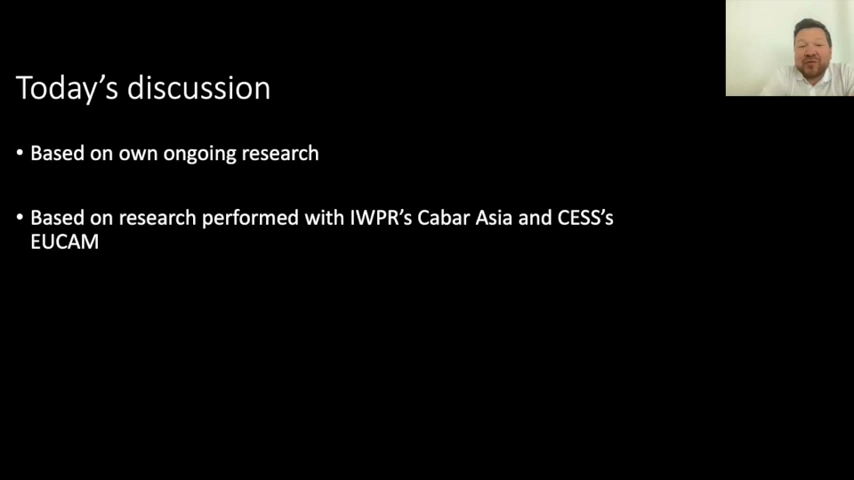 Today’s discussion
• Based on own ongoing research
• Based on research performed with IWPR’s Cabar Asia and CESS’s
EUCAM